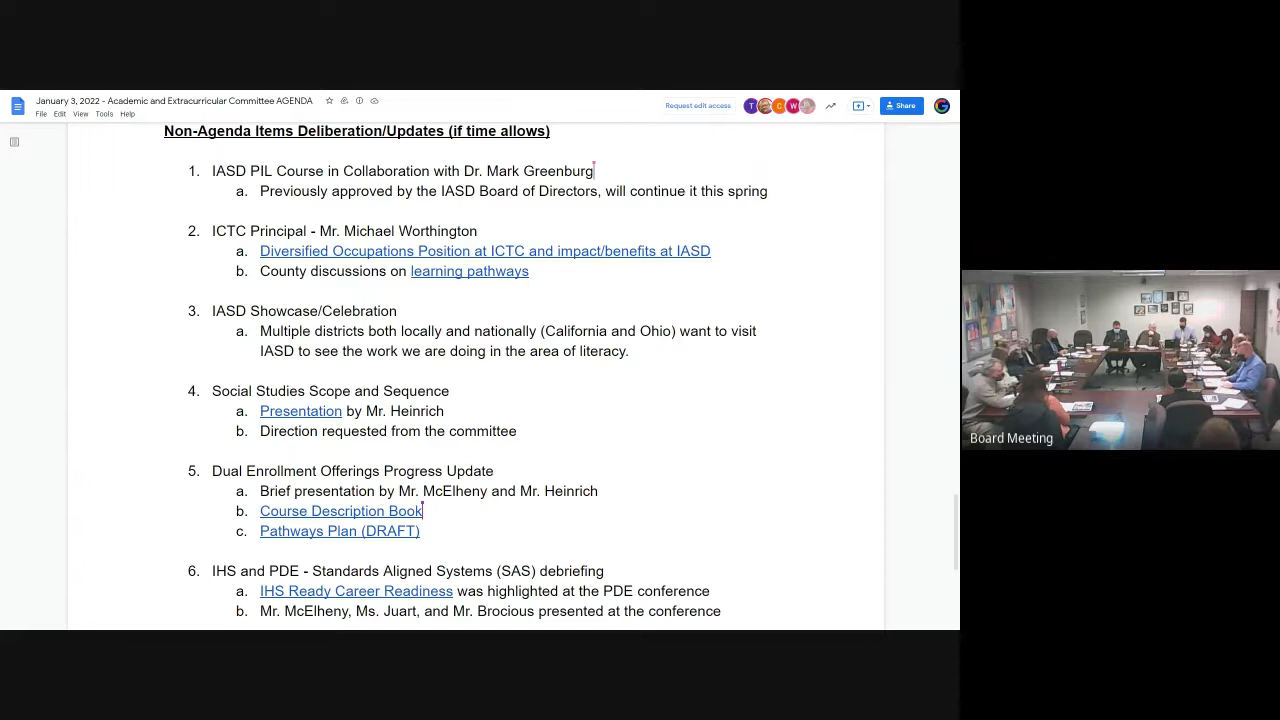 January 3, 2022 - Academic and Extracurricular Committee AGENDA
File Edit View Tools Help
Request edit access
T C W
Share
Non-Agenda Items Deliberation/Updates (if time allows)
1. IASD PIL Course in Collaboration with Dr. Mark Greenburg
a. Previously approved by the IASD Board of Directors, will continue it this spring
2. ICTC Principal - Mr. Michael Worthington
a. Diversified Occupations Position at ICTC and impact/benefits at IASD
b. County discussions on learning pathways
3. IASD Showcase/Celebration
a. Multiple districts both locally and nationally (California and Ohio) want to visit
IASD to see the work we are doing in the area of literacy.
4. Social Studies Scope and Sequence
a. Presentation by Mr. Heinrich
b. Direction requested from the committee
5. Dual Enrollment Offerings Progress Update
a. Brief presentation by Mr. McElheny and Mr. Heinrich
b. Course Description Book
c. Pathways Plan (DRAFT)
6. IHS and PDE - Standards Aligned Systems (SAS) debriefing
a. IHS Ready Career Readiness was highlighted at the PDE conference
b. Mr. McElheny, Ms. Juart, and Mr. Brocious presented at the conference
Board Meeting